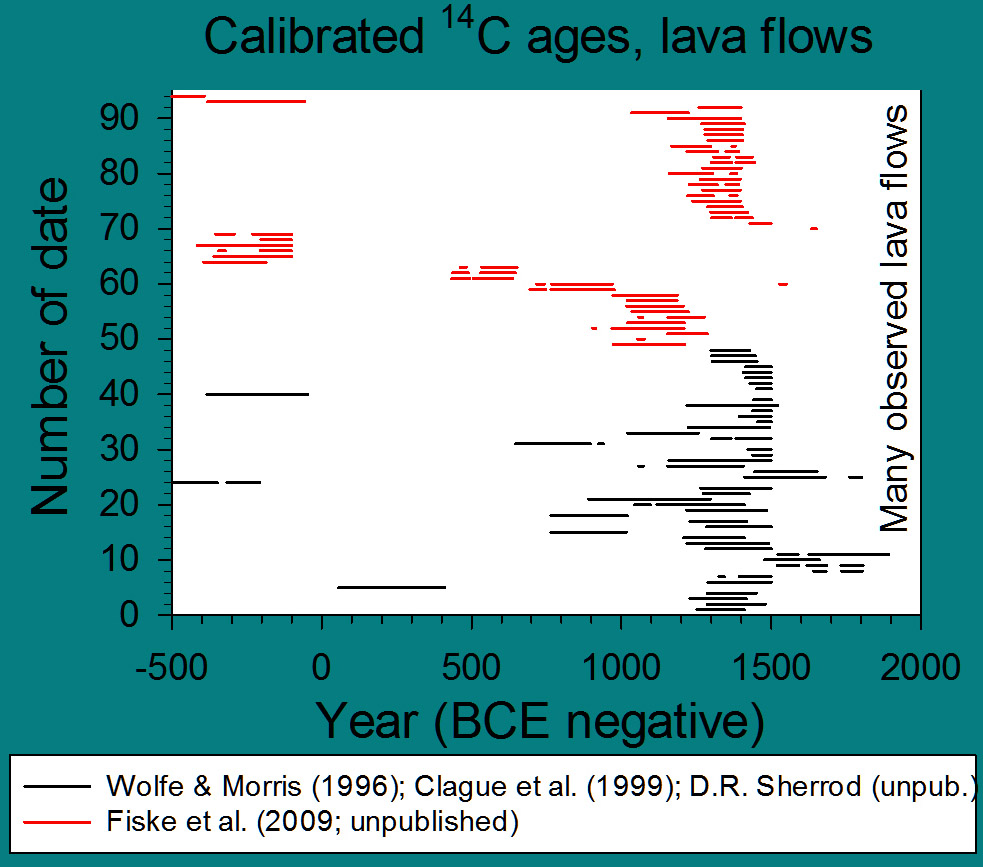 Calibrated ¹⁴C ages, lava flows
90
80
70
60
50
40
30
20
10
0
Number of date
Many observed lava flows
-500 0 500 1000 1500 2000
Year (BCE negative)
Wolfe & Morris (1996); Clague et al. (1999); D.R. Sherrod (unpub.)
Fiske et al. (2009; unpublished)